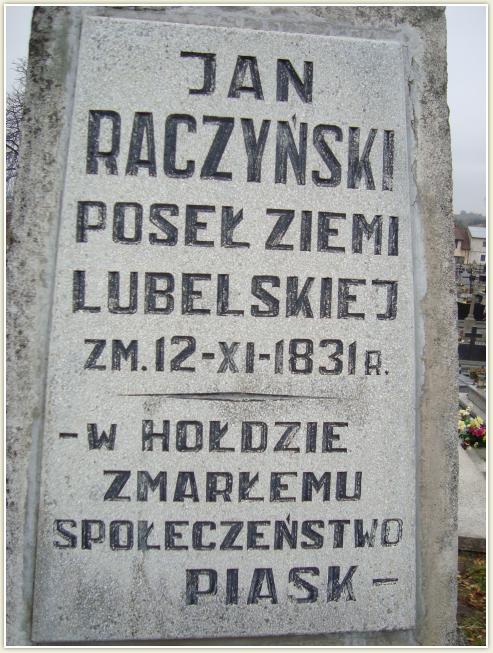 JAN
RACZYŃSKI
POSEŁ ZIEMI
LUBELSKIEJ
ZM. 12-XI-1831 R.
-W HOŁDZIE
ZMARŁEMU
SPOŁECZEŃSTWO
PIASK-